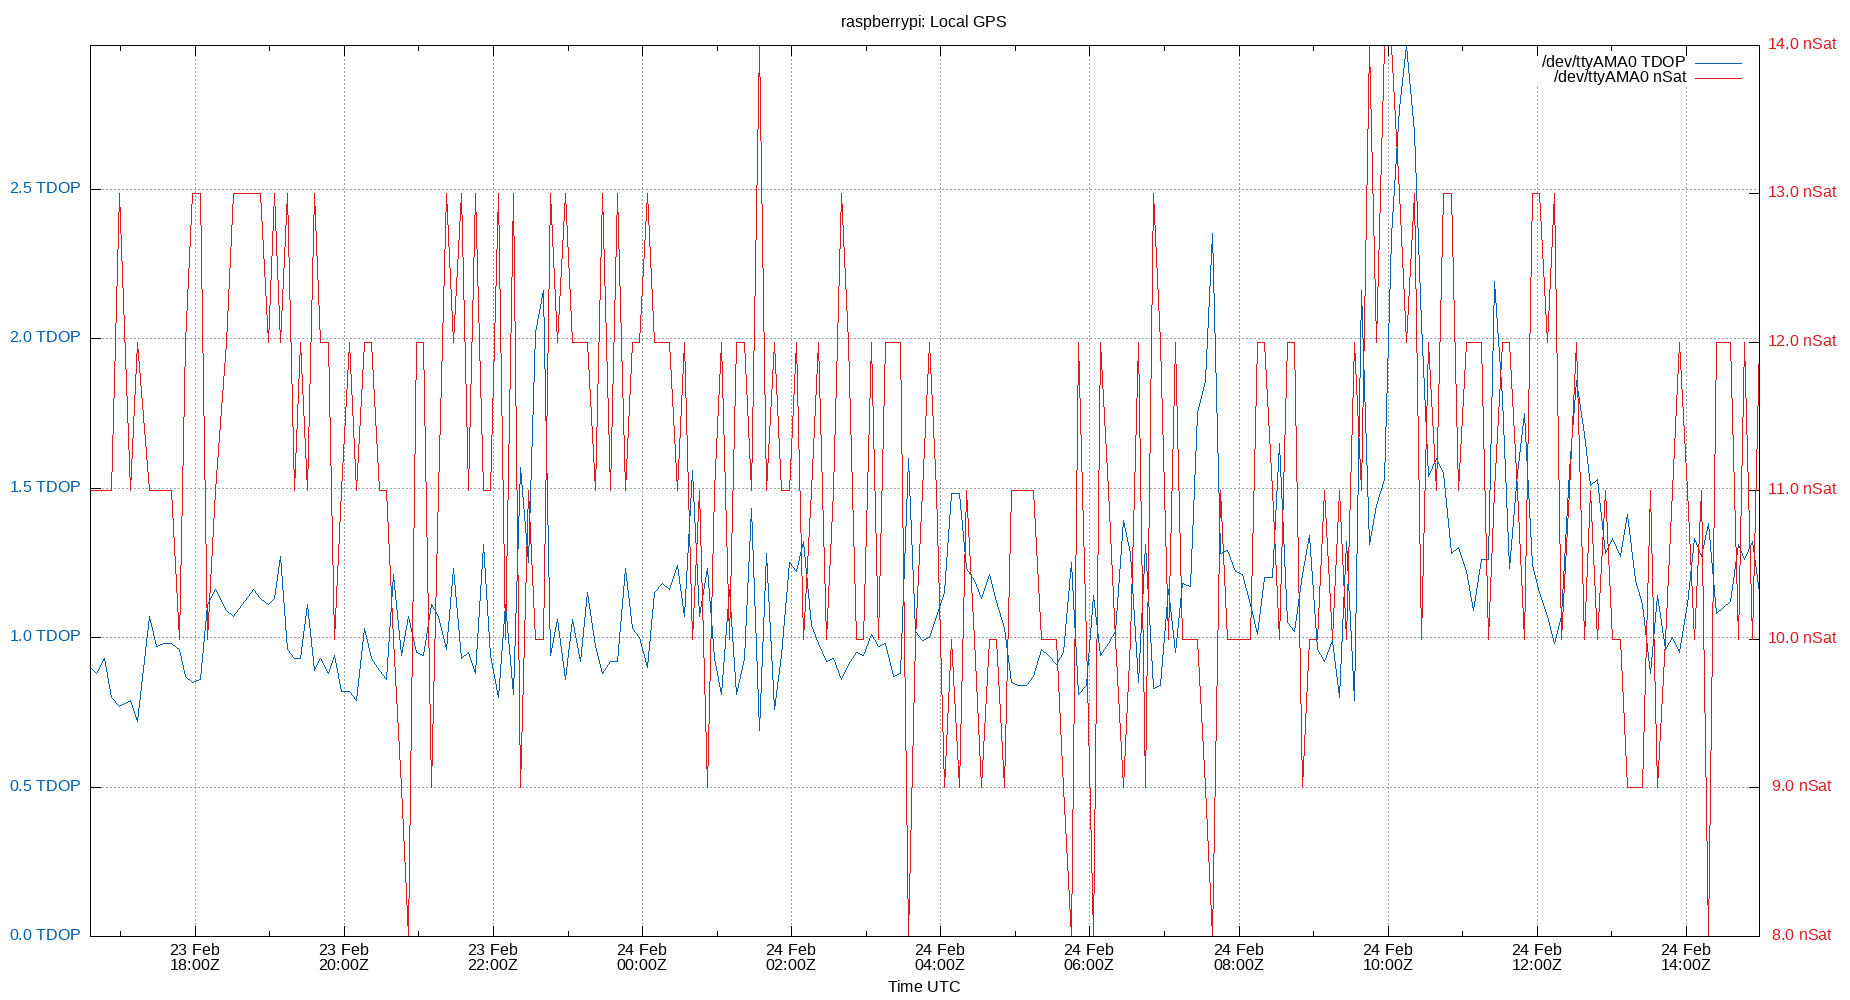 raspberrypi: Local GPS
/dev/ttyAMA0 TDOP
/dev/ttyAMA0 nSat
2.5 TDOP
2.0 TDOP
1.5 TDOP
1.0 TDOP
0.5 TDOP
0.0 TDOP
14.0 nSat
13.0 nSat
12.0 nSat
11.0 nSat
10.0 nSat
9.0 nSat
8.0 nSat
23 Feb
18:00Z
23 Feb
20:00Z
23 Feb
22:00Z
24 Feb
00:00Z
24 Feb
02:00Z
24 Feb
04:00Z
24 Feb
06:00Z
24 Feb
08:00Z
24 Feb
10:00Z
24 Feb
12:00Z
24 Feb
14:00Z
Time UTC